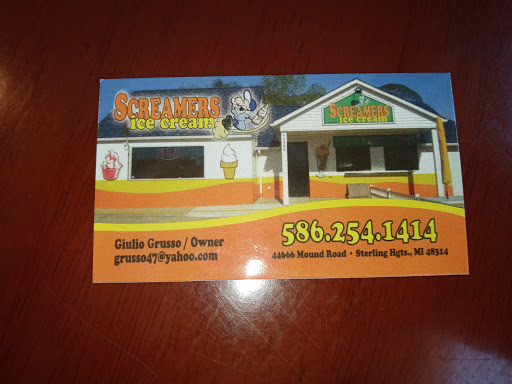 SCREAMERS
ice cream
SCREAMERS
ice cream
Giulio Grusso / Owner
grusso47@yahoo.com
586.254.1414
44666 Mound Road • Sterling Hgts., MI 48314